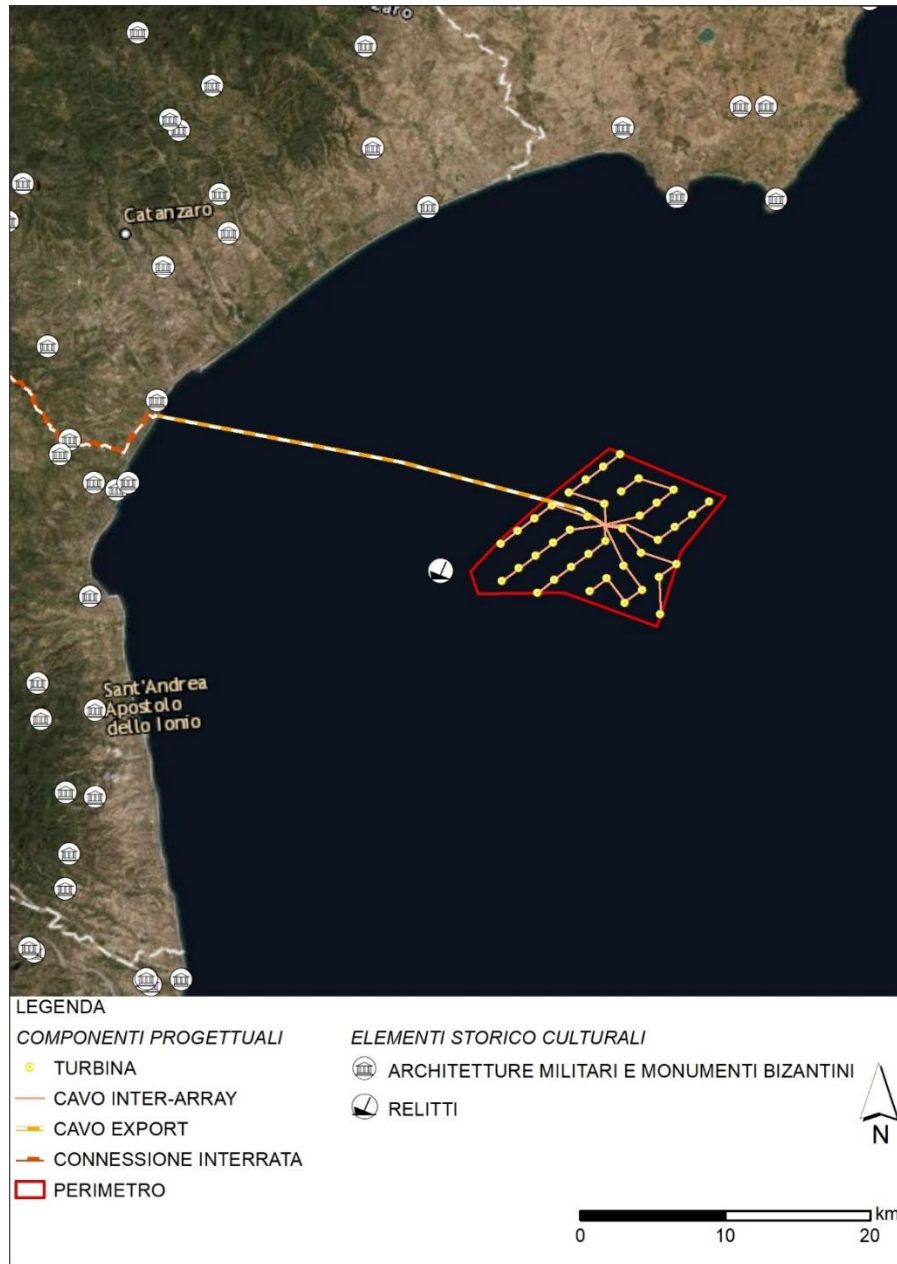 zaro
Catanzaro
Sant'Andrea
Apostolo
dello Ionio
LEGENDA
COMPONENTI PROGETTUALI
TURBINA
CAVO INTER-ARRAY
CAVO EXPORT
CONNESSIONE INTERRATA
PERIMETRO
ELEMENTI STORICO CULTURALI
ARCHITETTURE MILITARI E MONUMENTI BIZANTINI
RELITTI
N
km
0 10 20